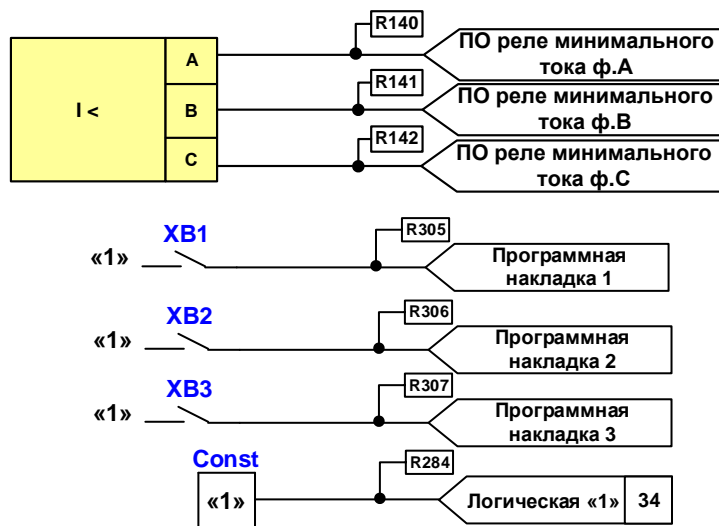 R140
A
ПО реле минимального
тока ф.А
I <
R141
B
ПО реле минимального
тока ф.В
R142
C
ПО реле минимального
тока ф.С
XB1
R305
«1»
Программная
накладка 1
XB2
R306
«1»
Программная
накладка 2
XB3
R307
«1»
Программная
накладка 3
Const
R284
«1»
Логическая «1» 34